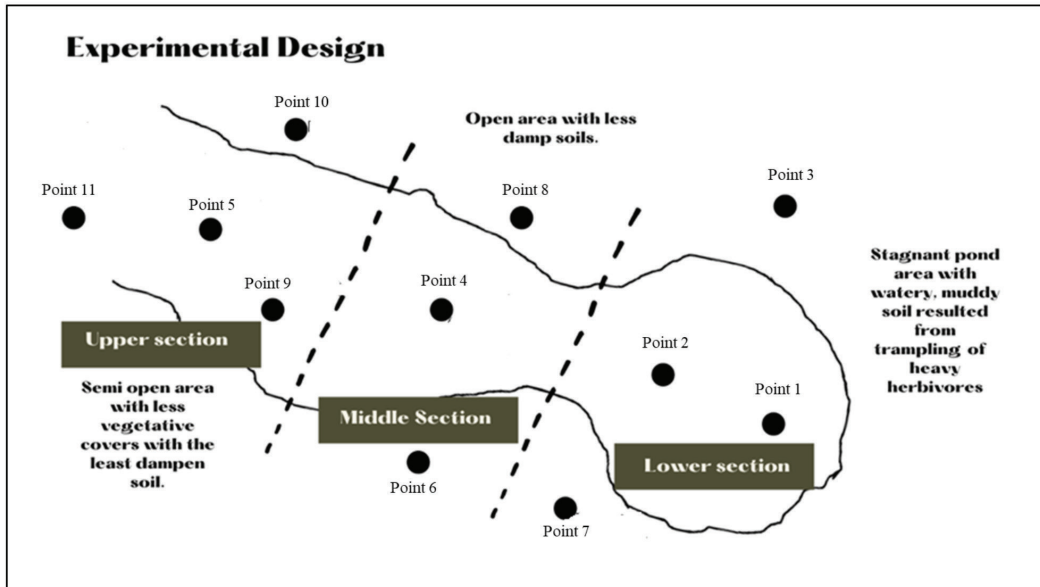 Experimental Design
Point 10
Open area with less
damp soils.
Point 11
Point 5
Point 8
Point 3
Stagnant pond
area with
watery, muddy
soil resulted
from
trampling of
heavy
herbivores
Point 9
Point 4
Point 2
Point 1
Upper section
Semi open area
with less
vegetative
covers with the
least dampen
soil.
Middle Section
Point 6
Lower section
Point 7